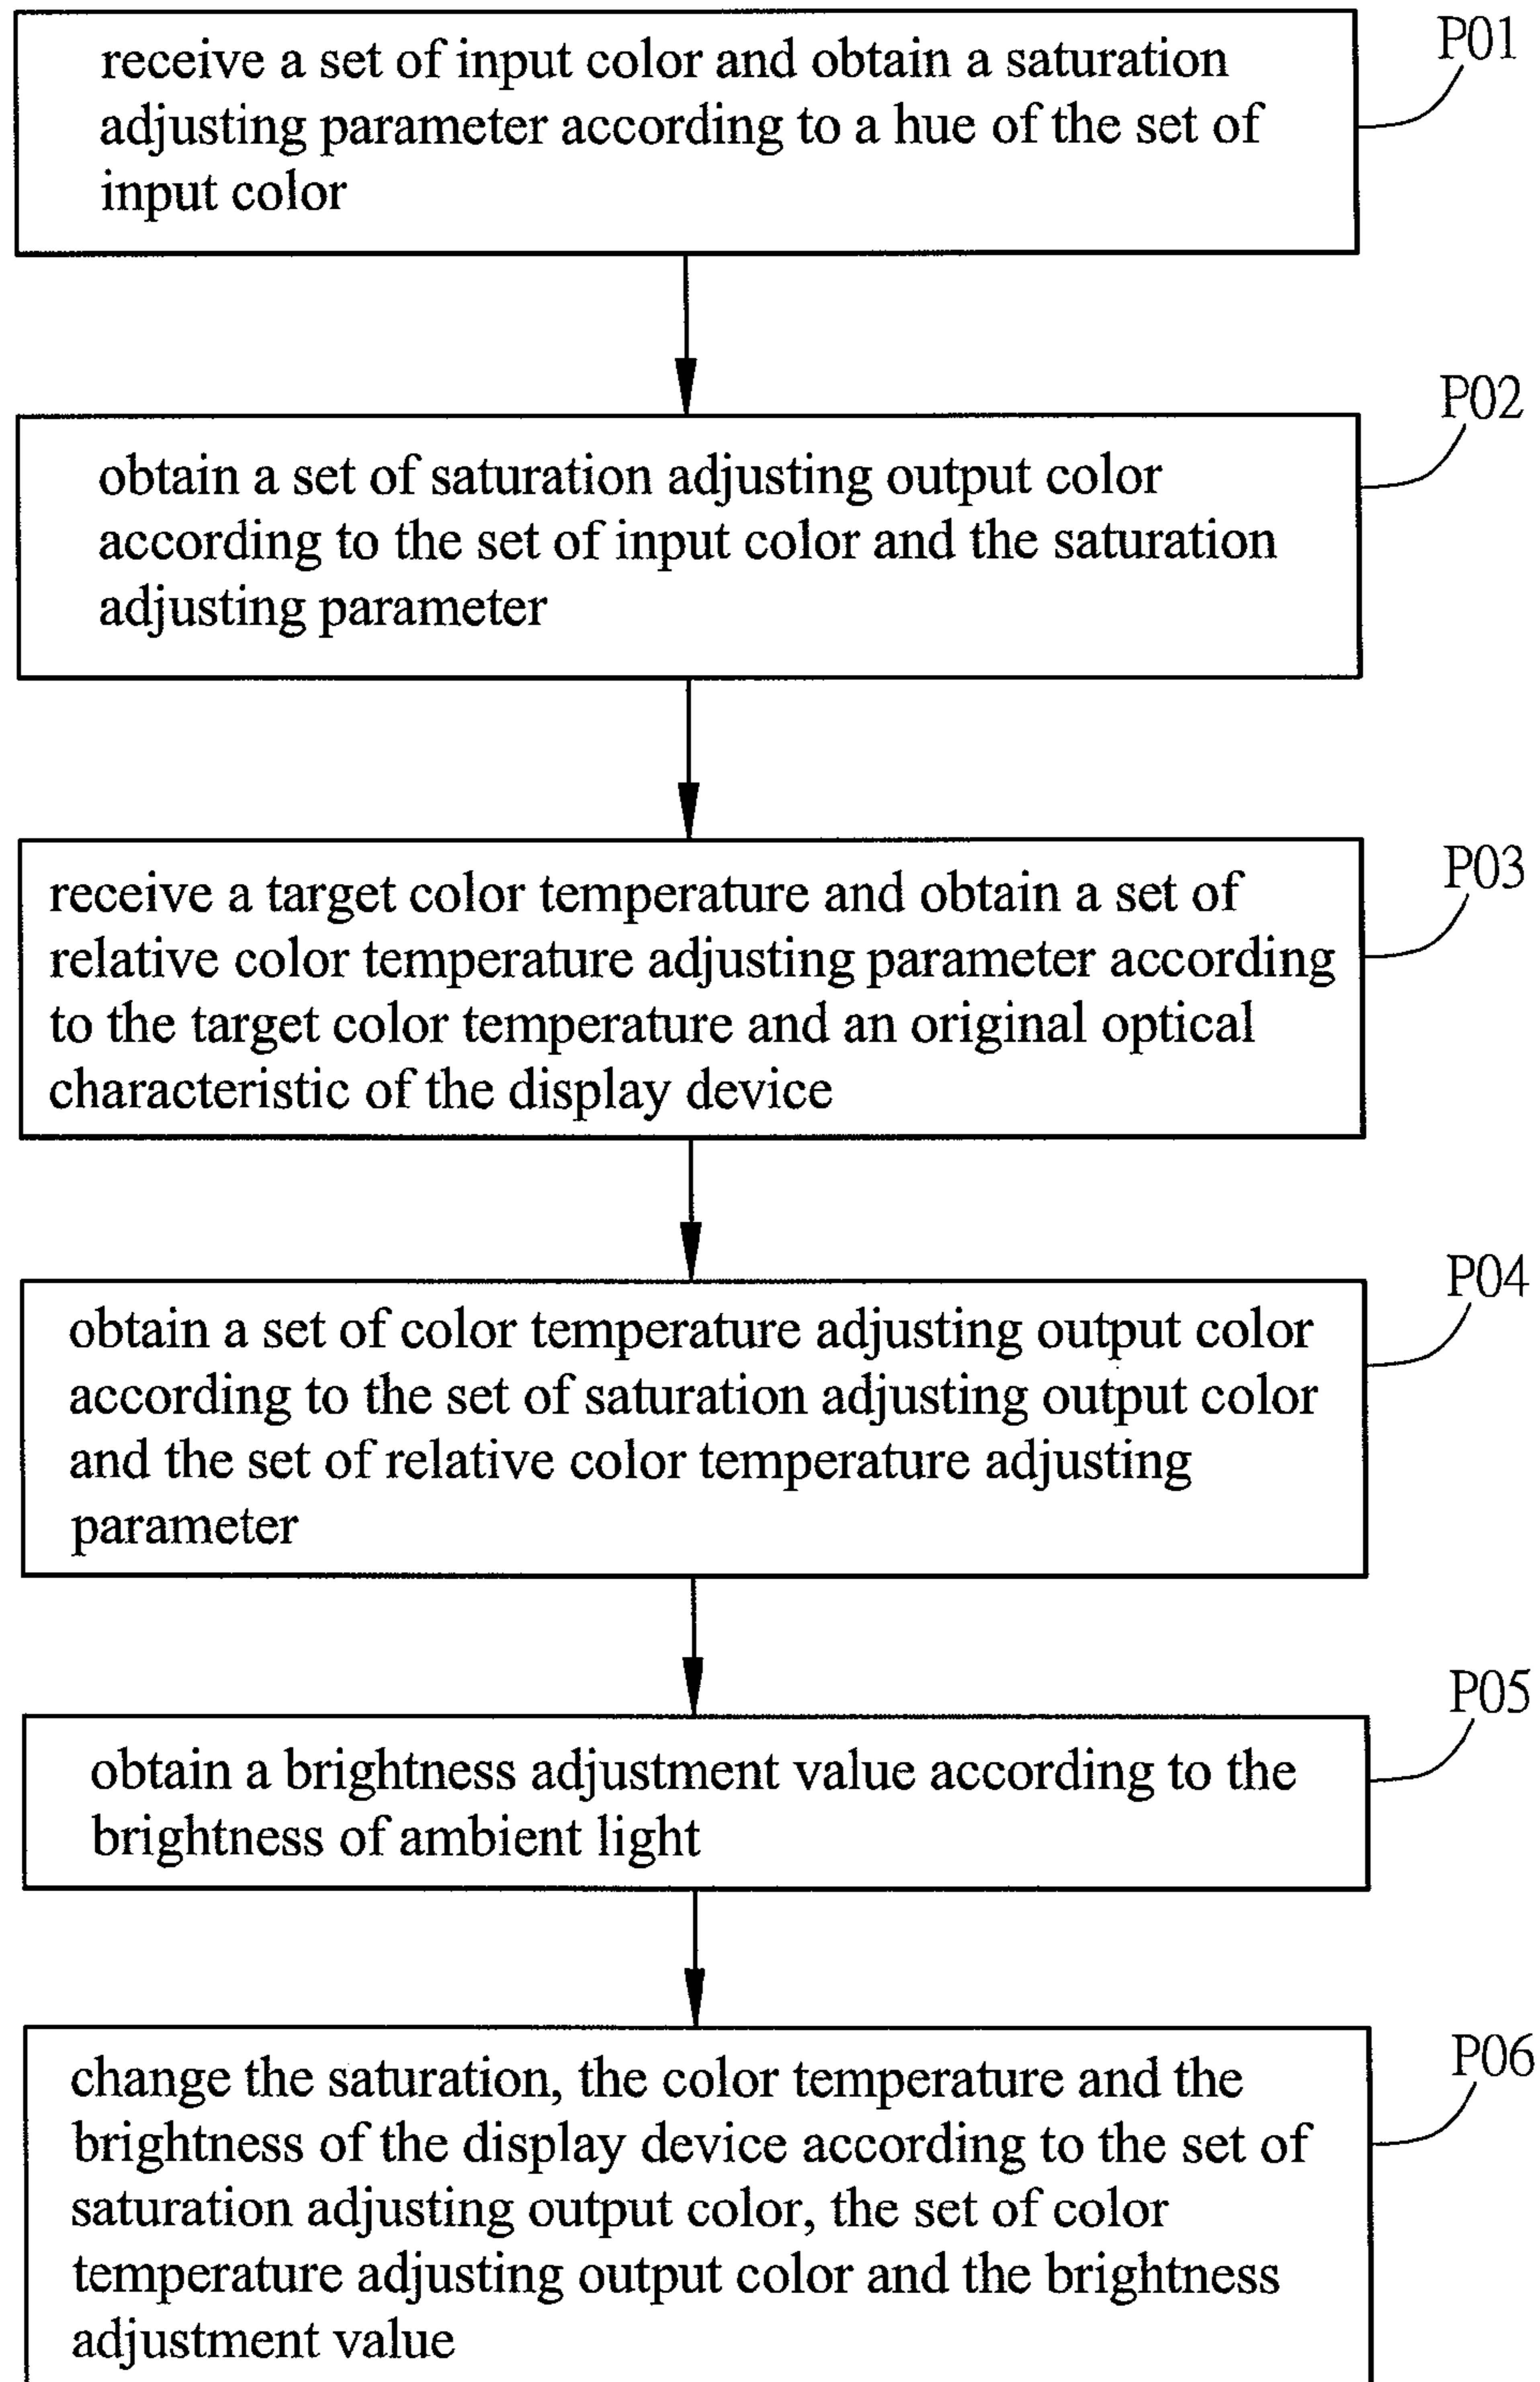 receive a set of input color and obtain a saturation
adjusting parameter according to a hue of the set of
input color
P01
obtain a set of saturation adjusting output color
according to the set of input color and the saturation
adjusting parameter
P02
receive a target color temperature and obtain a set of
relative color temperature adjusting parameter according
to the target color temperature and an original optical
characteristic of the display device
P03
obtain a set of color temperature adjusting output color
according to the set of saturation adjusting output color
and the set of relative color temperature adjusting
parameter
P04
obtain a brightness adjustment value according to the
brightness of ambient light
P05
change the saturation, the color temperature and the
brightness of the display device according to the set of
saturation adjusting output color, the set of color
temperature adjusting output color and the brightness
adjustment value
P06